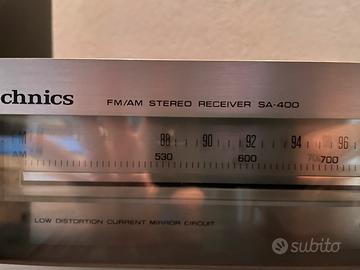 chnics FM/AM STEREO RECEIVER SA-400
88 90 92 94 96
AM 530 600 700
LOW DISTORTION CURRENT MIRROR CIRCUIT
subito